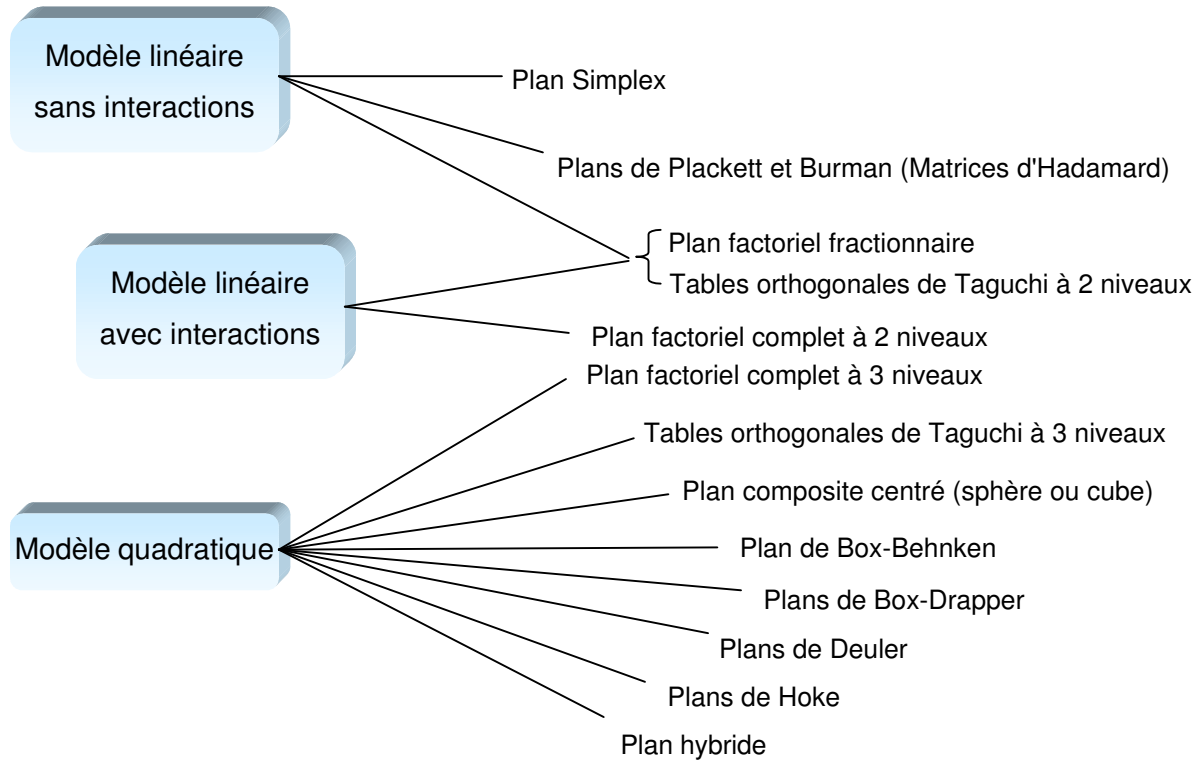 Modèle linéaire
sans interactions
Plan Simplex
Plans de Plackett et Burman (Matrices d'Hadamard)
Plan factoriel fractionnaire
Tables orthogonales de Taguchi à 2 niveaux
Modèle linéaire
avec interactions
Plan factoriel complet à 2 niveaux
Plan factoriel complet à 3 niveaux
Tables orthogonales de Taguchi à 3 niveaux
Plan composite centré (sphère ou cube)
Modèle quadratique
Plan de Box-Behnken
Plans de Box-Drapper
Plans de Deuler
Plans de Hoke
Plan hybride